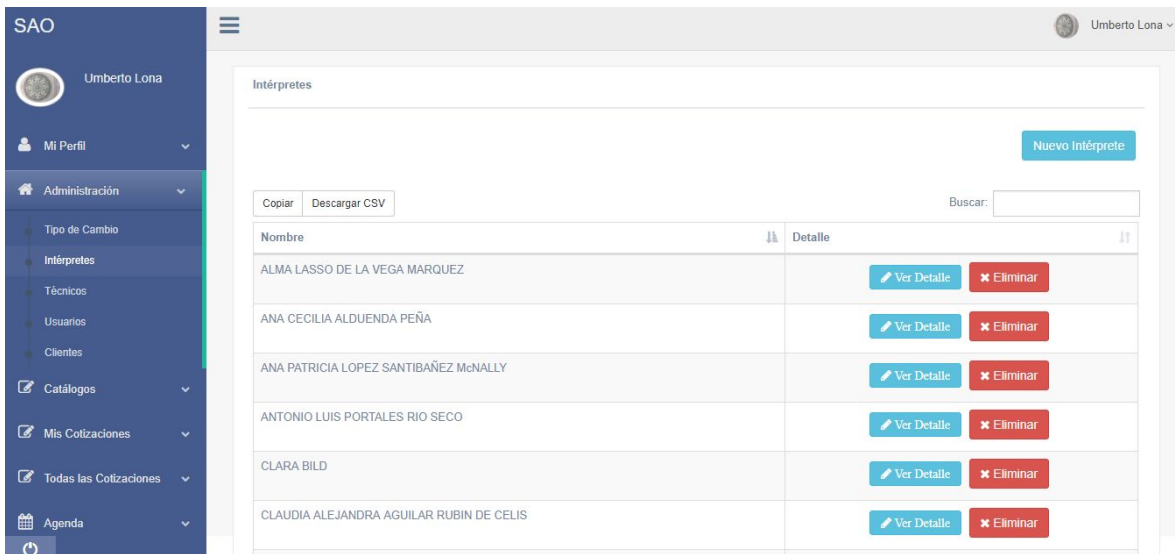 SAO
Umberto Lona
Umberto Lona
Mi Perfil
Administración
Tipo de Cambio
Intérpretes
Técnicos
Usuarios
Clientes
Catálogos
Mis Cotizaciones
Todas las Cotizaciones
Agenda
Intérpretes
Nuevo Intérprete
Copiar Descargar CSV Buscar:
Nombre Detalle
ALMA LASSO DE LA VEGA MARQUEZ Ver Detalle Eliminar
ANA CECILIA ALDUENDA PEÑA Ver Detalle Eliminar
ANA PATRICIA LOPEZ SANTIBAÑEZ McNALLY Ver Detalle Eliminar
ANTONIO LUIS PORTALES RIO SECO Ver Detalle Eliminar
CLARA BILD Ver Detalle Eliminar
CLAUDIA ALEJANDRA AGUILAR RUBIN DE CELIS Ver Detalle Eliminar